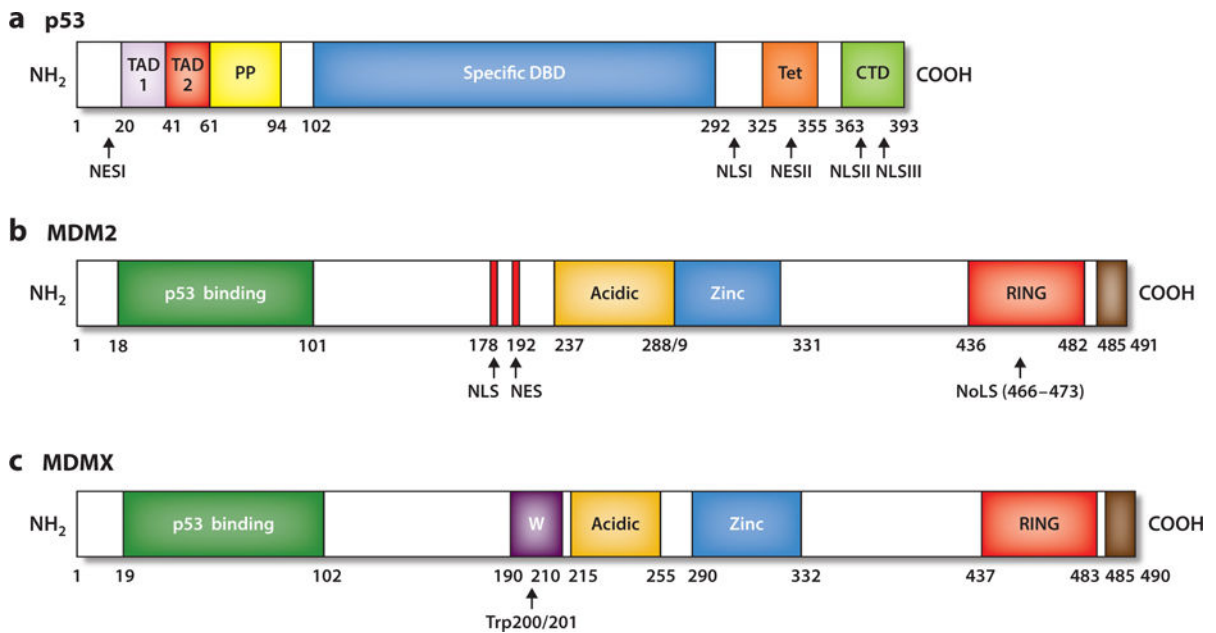 a p53
NH2 TAD 1 TAD 2 PP Specific DBD Tet CTD COOH
1 20 41 61 94 102 292 325 355 363 393
NESI NLSI NESII NLSII NLSIII
b MDM2
NH2 p53 binding Acidic Zinc RING COOH
1 18 101 178 192 237 288/9 331 436 482 485 491
NLS NES NoLS (466–473)
c MDMX
NH2 p53 binding W Acidic Zinc RING COOH
1 19 102 190 210 215 255 290 332 437 483 485 490
Trp200/201